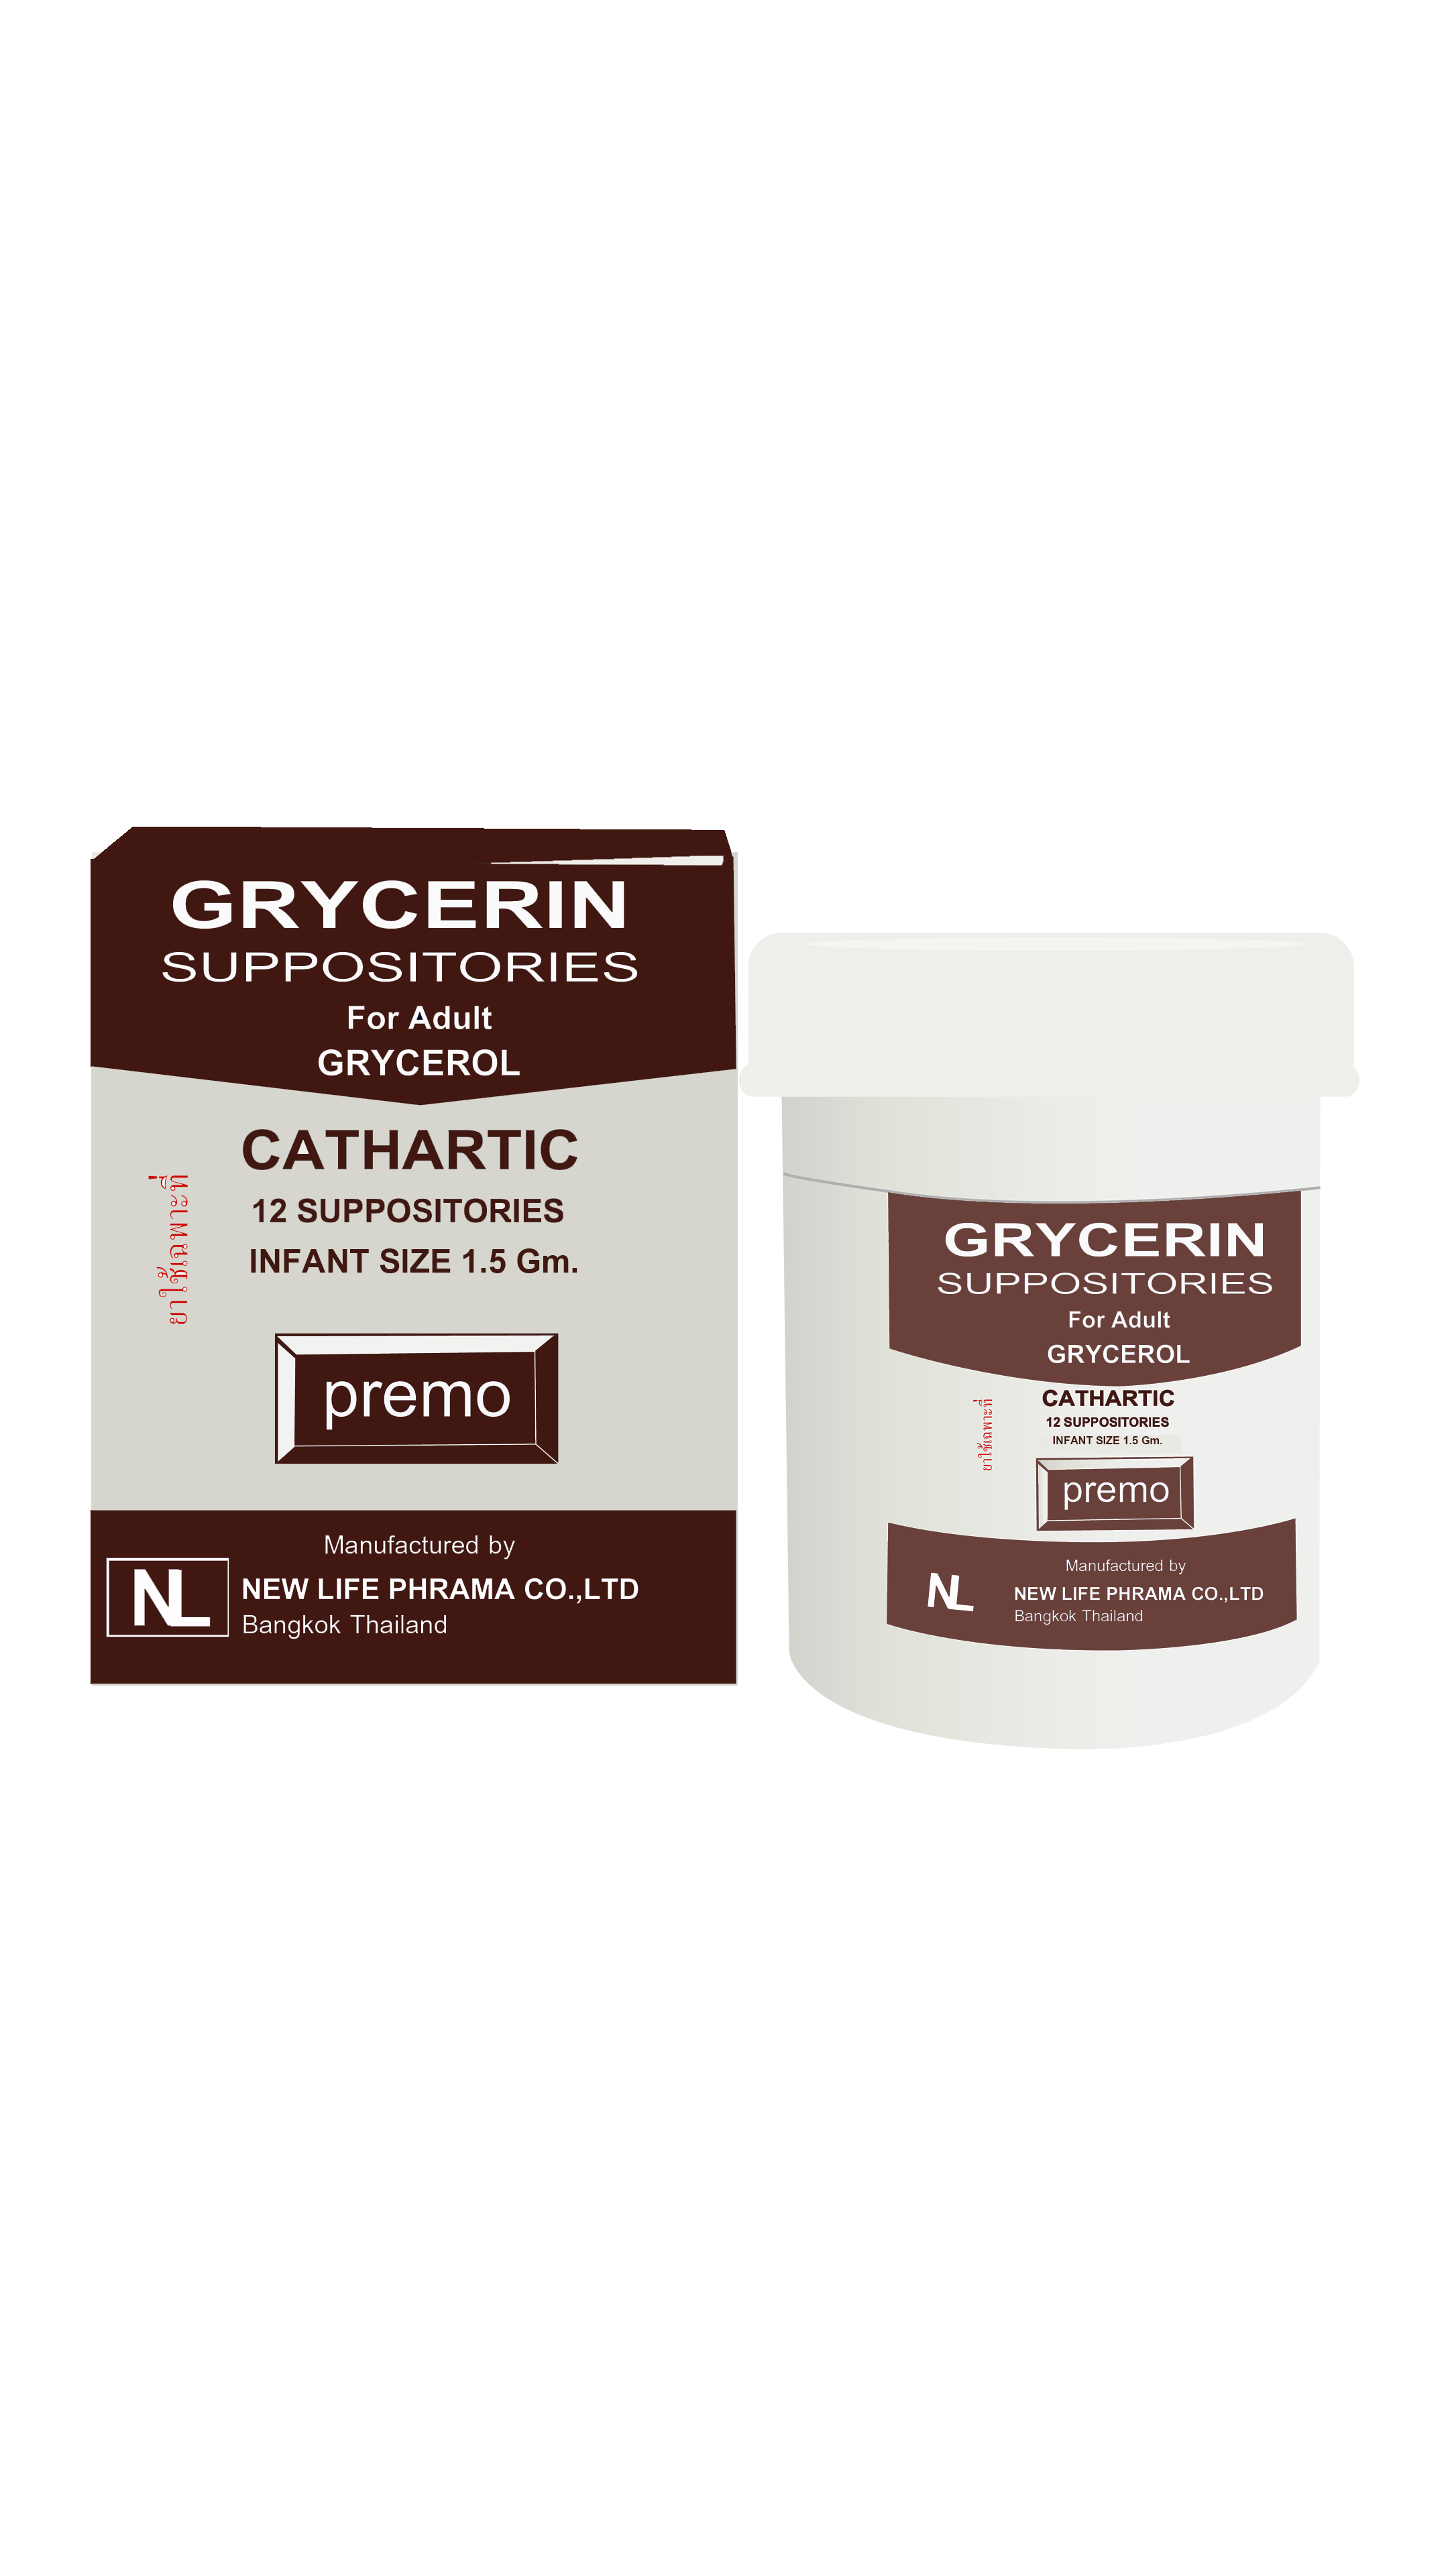 GRYCERIN
SUPPOSITORIES
For Adult
GRYCEROL
CATHARTIC
12 SUPPOSITORIES
INFANT SIZE 1.5 Gm.
ยาใช้เฉพาะที่
premo
Manufactured by
NL
NEW LIFE PHRAMA CO.,LTD
Bangkok Thailand
GRYCERIN
SUPPOSITORIES
For Adult
GRYCEROL
CATHARTIC
12 SUPPOSITORIES
INFANT SIZE 1.5 Gm.
ยาใช้เฉพาะที่
premo
Manufactured by
NL
NEW LIFE PHRAMA CO.,LTD
Bangkok Thailand